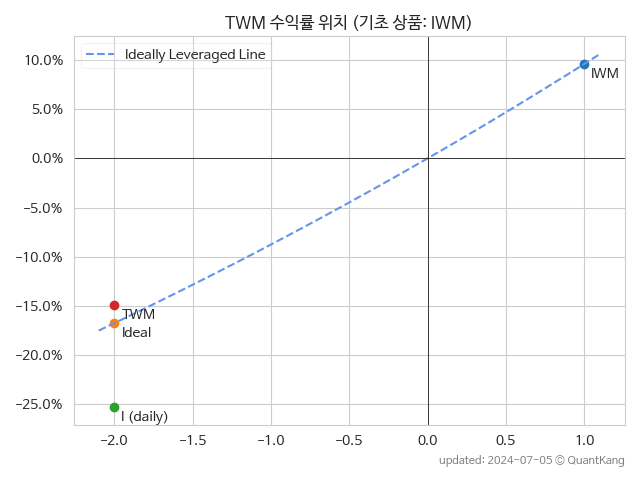 TWM 수익률 위치 (기초 상품: IWM)
Ideally Leveraged Line
10.0%
5.0%
0.0%
−5.0%
−10.0%
−15.0%
−20.0%
−25.0%
IWM
TWM
Ideal
I (daily)
−2.0 −1.5 −1.0 −0.5 0.0 0.5 1.0
updated: 2024-07-05 © QuantKang